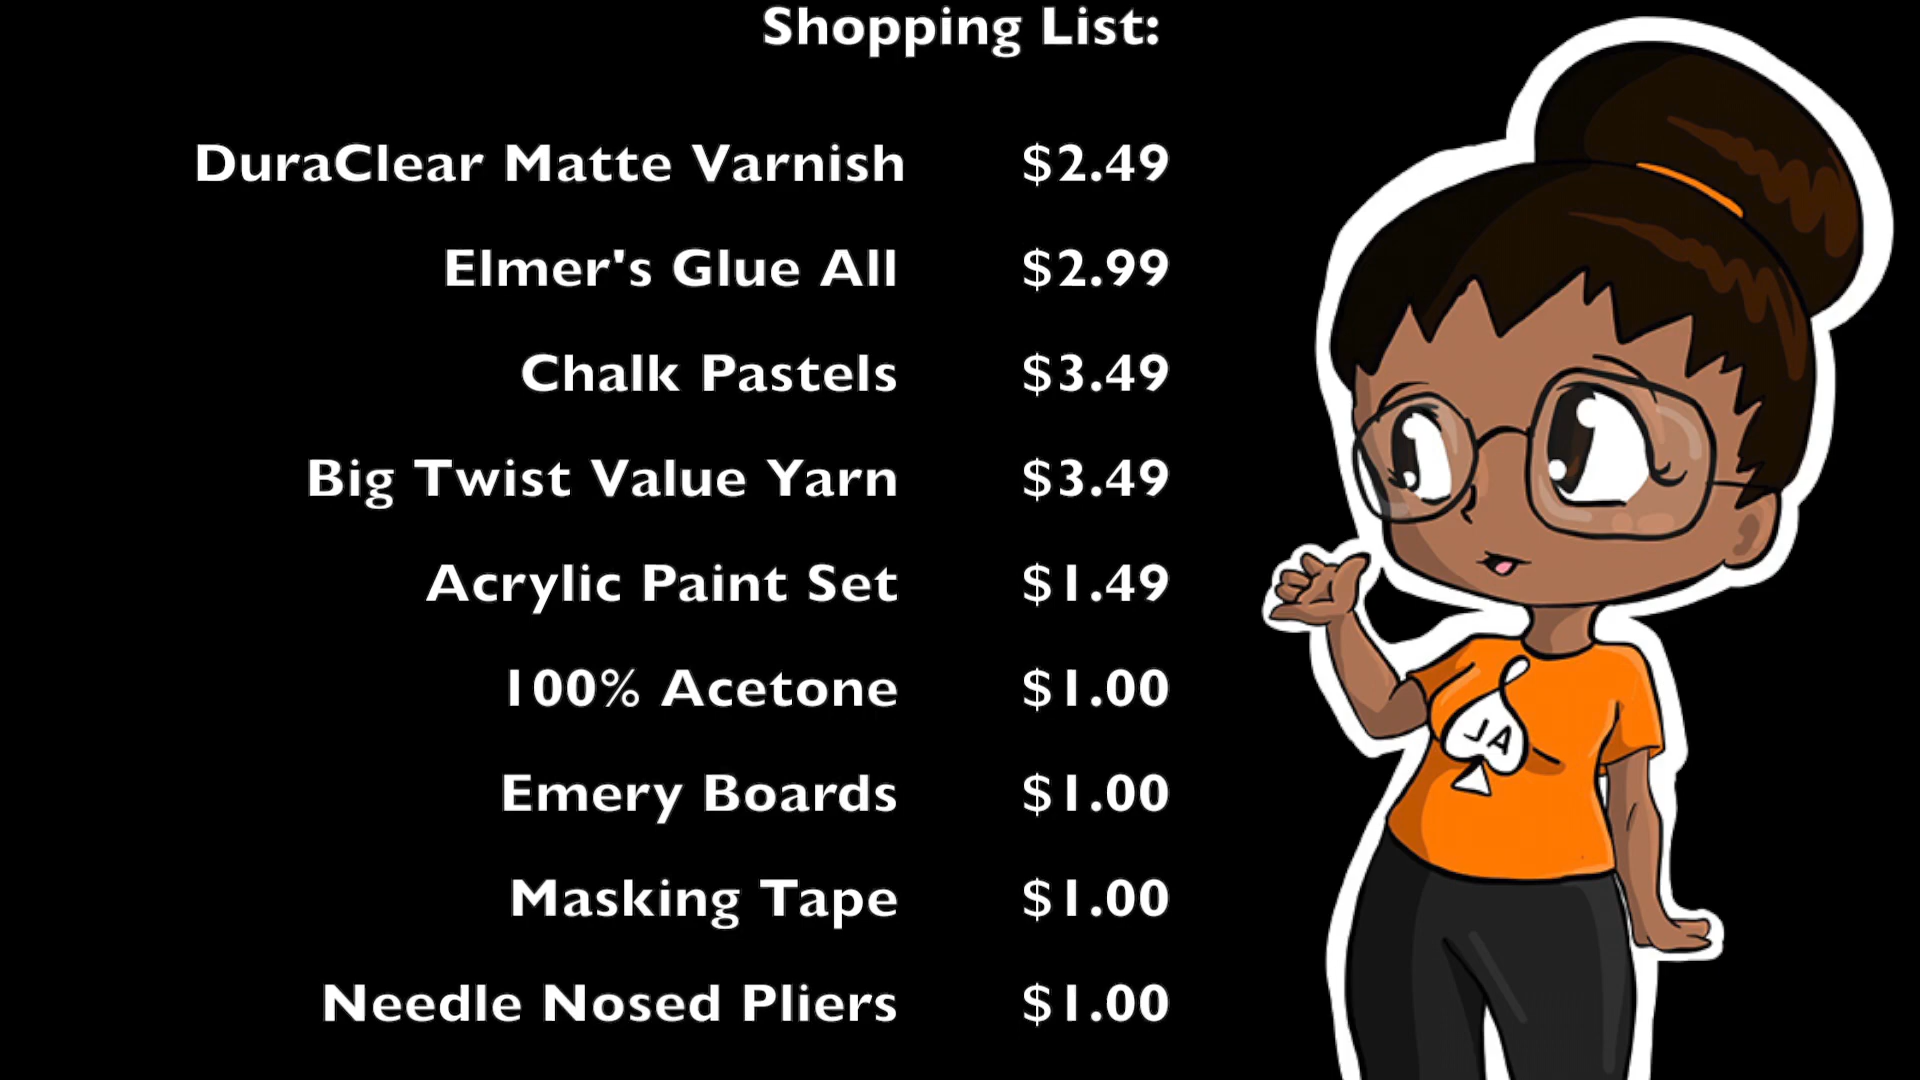 Shopping List:
DuraClear Matte Varnish $2.49
Elmer's Glue All $2.99
Chalk Pastels $3.49
Big Twist Value Yarn $3.49
Acrylic Paint Set $1.49
100% Acetone $1.00
Emery Boards $1.00
Masking Tape $1.00
Needle Nosed Pliers $1.00
JA